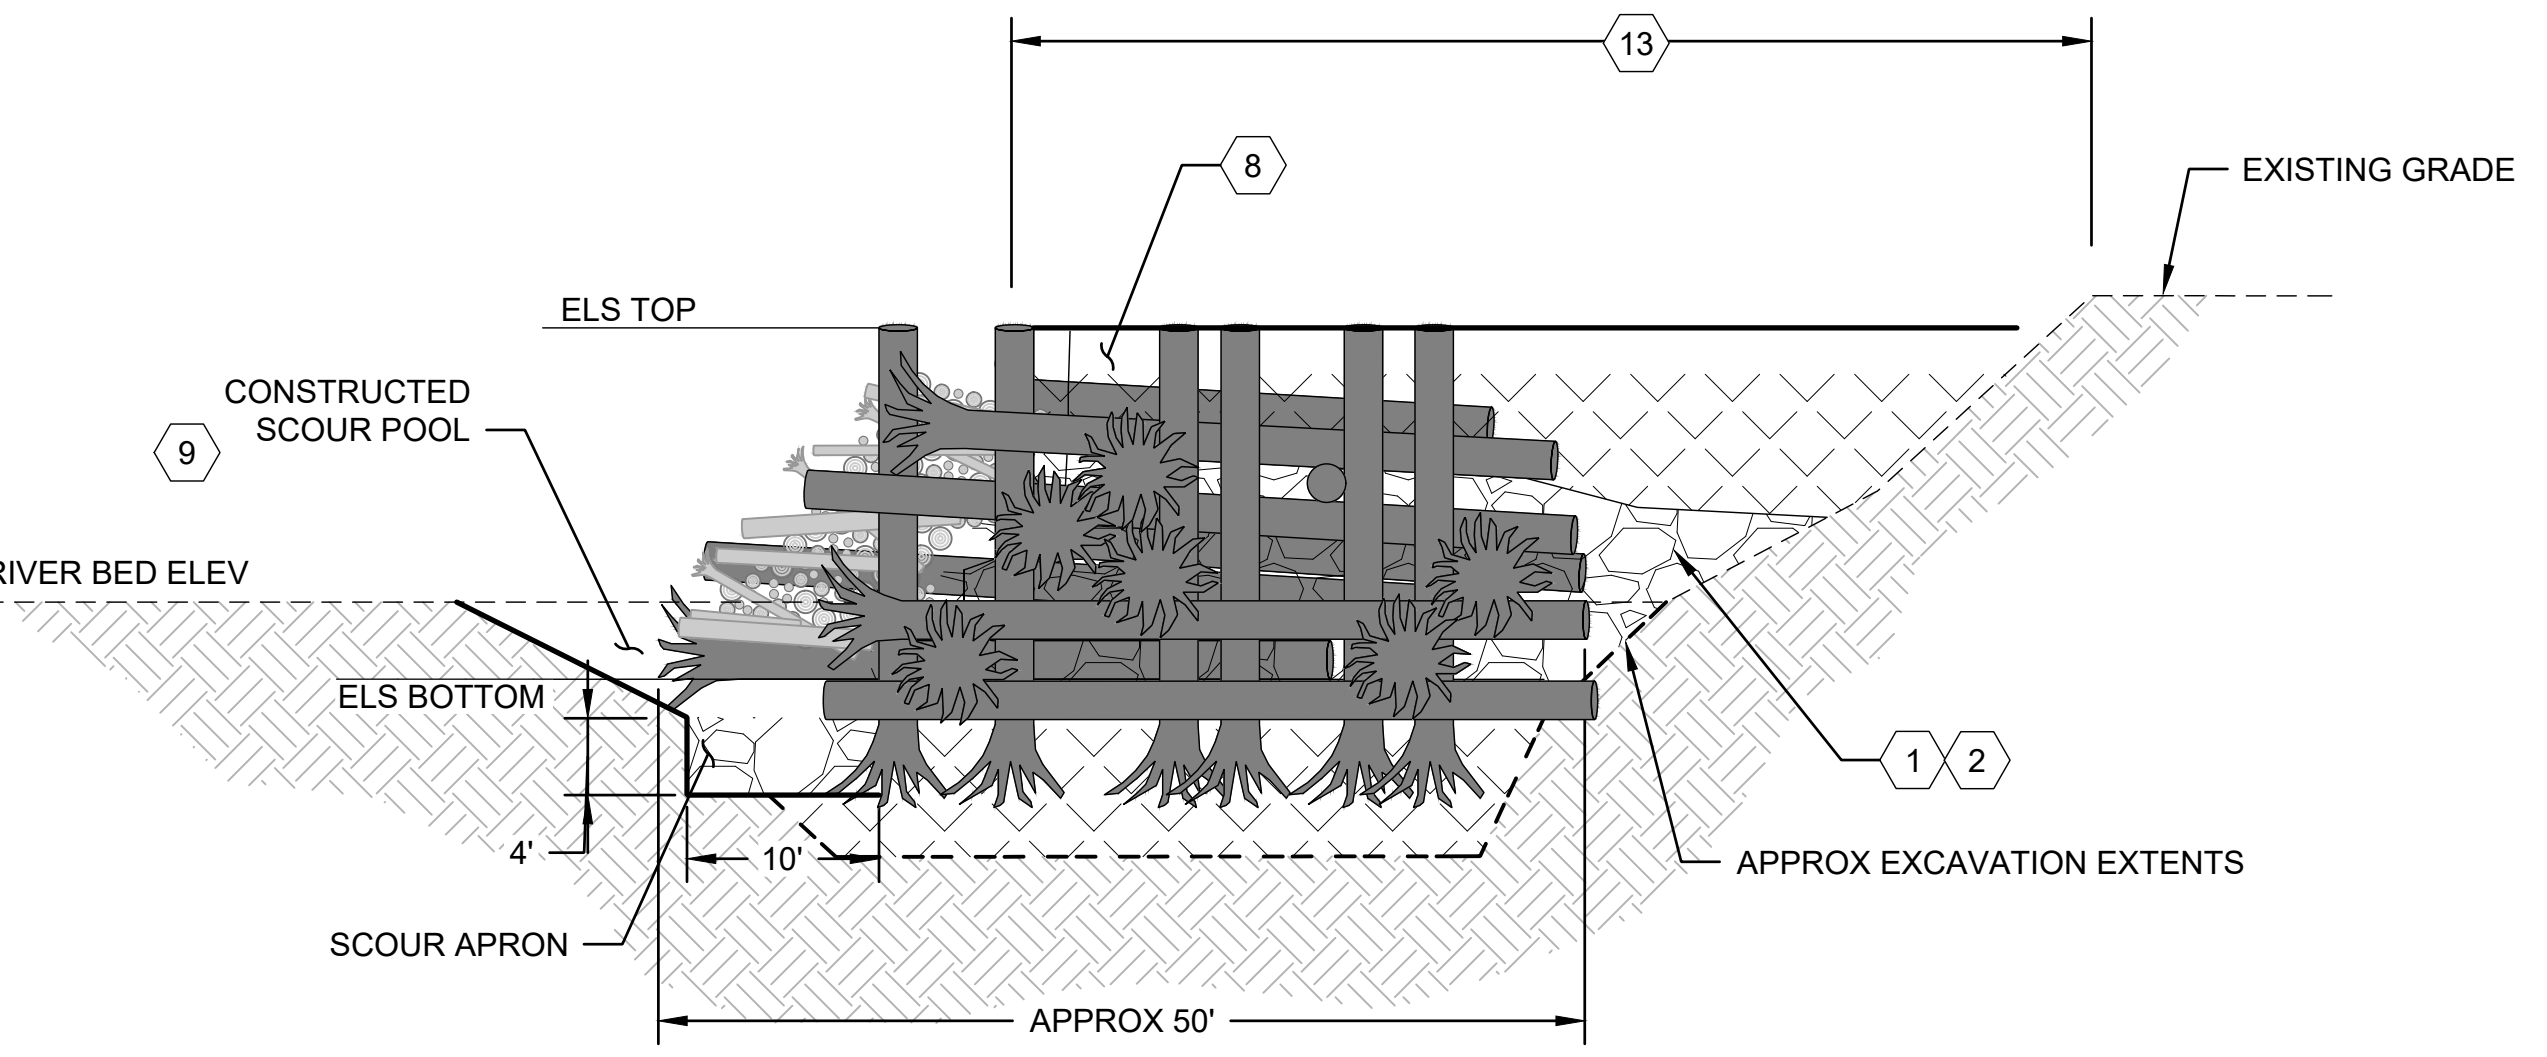 13
8
EXISTING GRADE
ELS TOP
CONSTRUCTED
SCOUR POOL
9
RIVER BED ELEV
ELS BOTTOM
1 2
4'
10'
APPROX EXCAVATION EXTENTS
SCOUR APRON
APPROX 50'